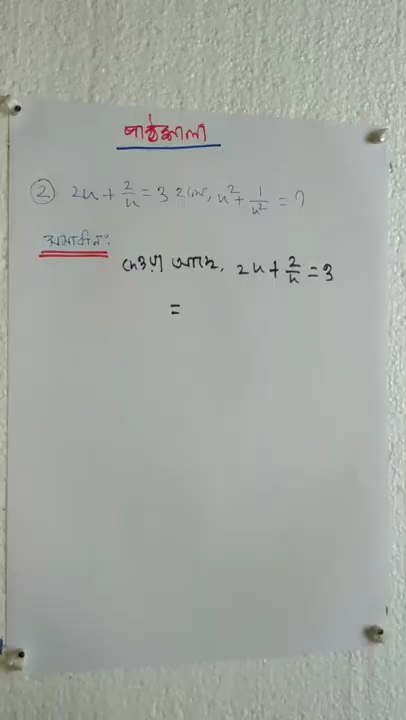 পাঠশালা
② 2x + 2/x = 3 হলে, x² + 1/x² = ?
সমাধান:
দেওয়া আছে, 2x + 2/x = 3
=